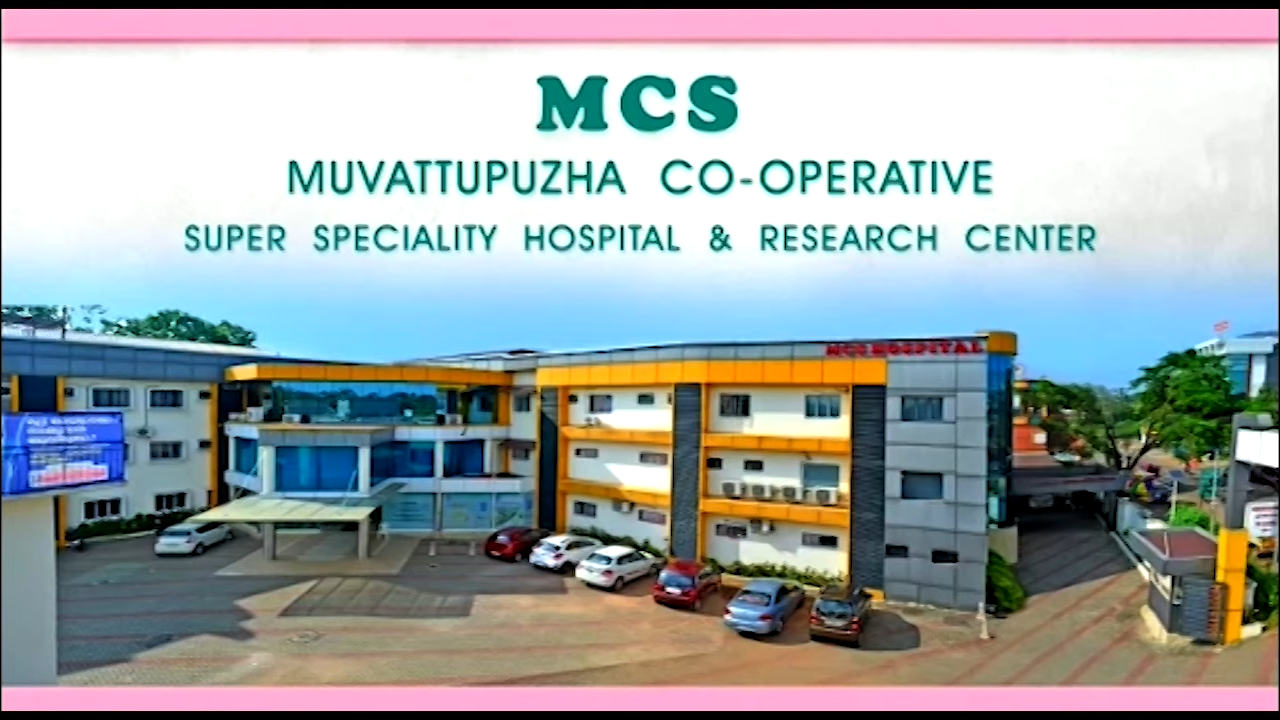 MCS
MUVATTUPUZHA CO-OPERATIVE
SUPER SPECIALITY HOSPITAL & RESEARCH CENTER
MCS HOSPITAL